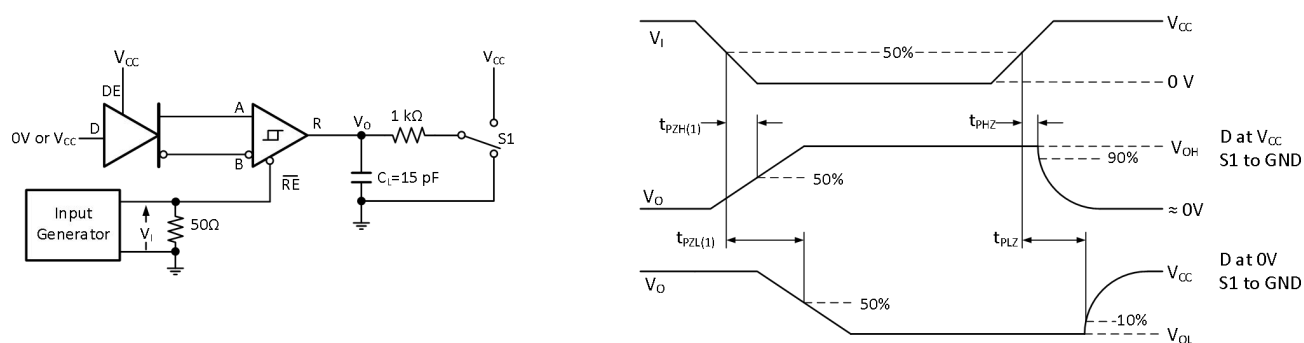 V_CC
DE
D
0V or V_CC
A
B
R
R̅E̅
V_O
1 kΩ
C_L=15 pF
V_CC
S1
Input
Generator
V_I
50Ω
V_I
50%
V_CC
0 V
t_PZH(1)
t_PHZ
V_O
50%
V_OH
90%
≈ 0V
D at V_CC
S1 to GND
t_PZL(1)
t_PLZ
V_O
50%
V_CC
10%
V_OL
D at 0V
S1 to GND